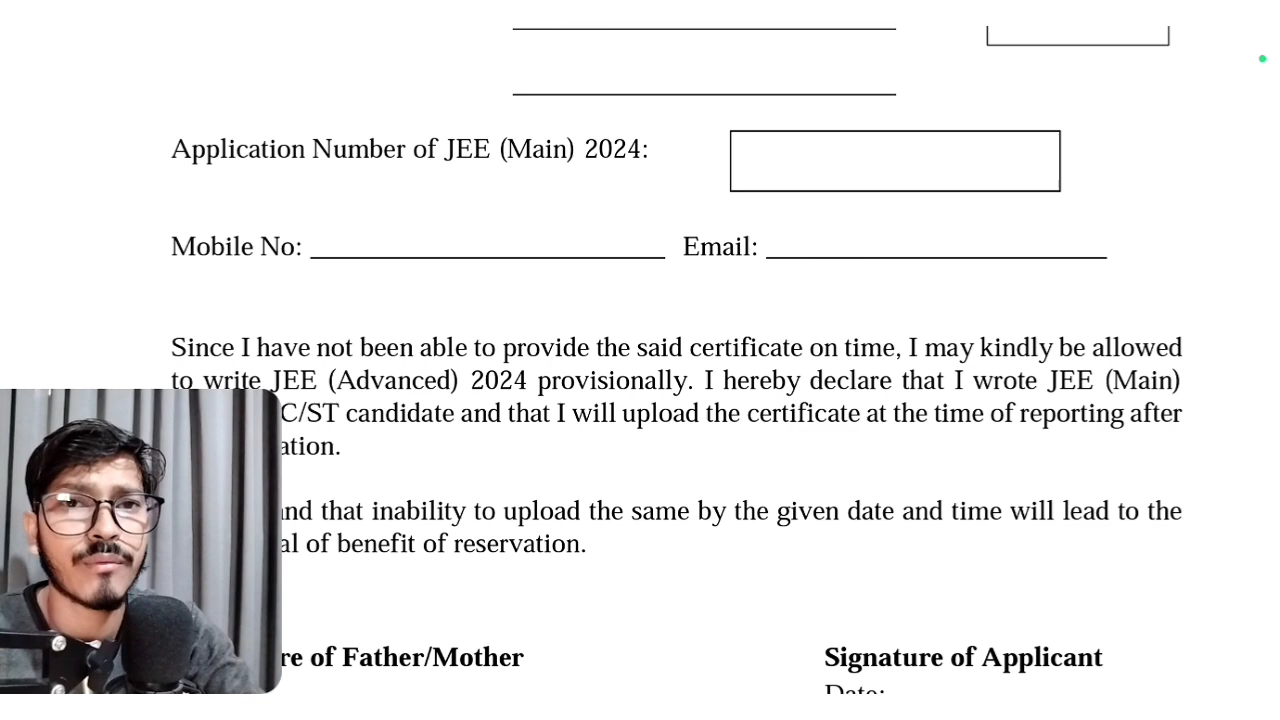 Application Number of JEE (Main) 2024:
Mobile No: Email:
Since I have not been able to provide the said certificate on time, I may kindly be allowed
to write JEE (Advanced) 2024 provisionally. I hereby declare that I wrote JEE (Main)
C/ST candidate and that I will upload the certificate at the time of reporting after
ation.
nd that inability to upload the same by the given date and time will lead to the
al of benefit of reservation.
re of Father/Mother Signature of Applicant
Date: